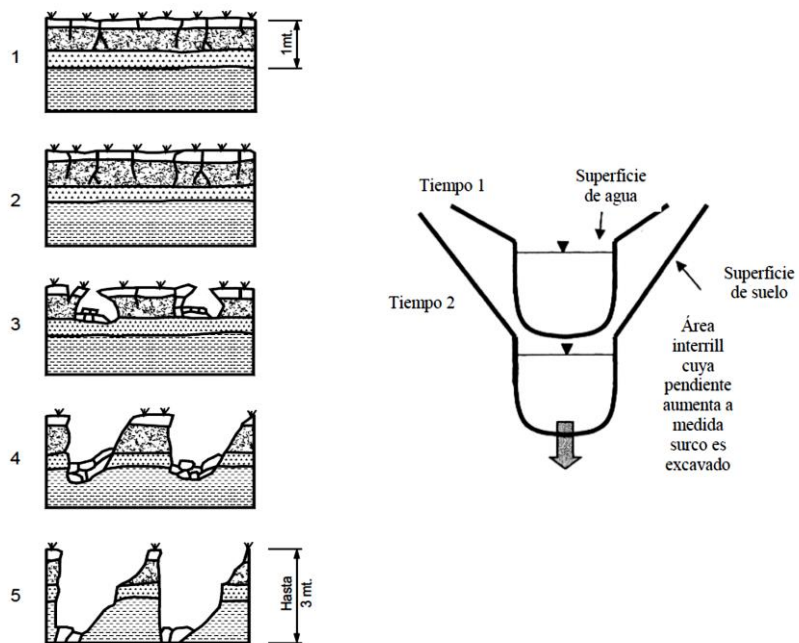 1
1mt.
2
3
4
5
Hasta
3 mt.
Tiempo 1
Superficie
de agua
Tiempo 2
Superficie
de suelo
Área
interrill
cuya
pendiente
aumenta a
medida
surco es
excavado